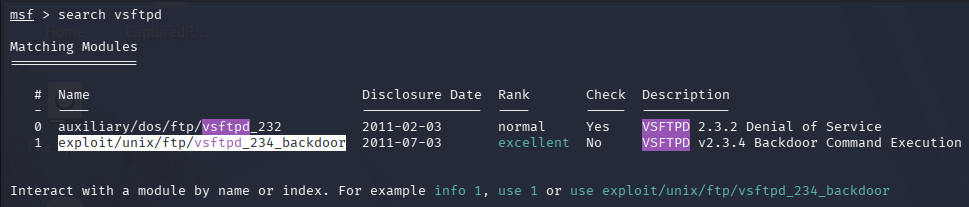 msf > search vsftpd
Matching Modules
================
# Name Disclosure Date Rank Check Description
- ---- --------------- ---- ----- -----------
0 auxiliary/dos/ftp/vsftpd_232 2011-02-03 normal Yes VSFTPD 2.3.2 Denial of Service
1 exploit/unix/ftp/vsftpd_234_backdoor 2011-07-03 excellent No VSFTPD v2.3.4 Backdoor Command Execution
Interact with a module by name or index. For example info 1, use 1 or use exploit/unix/ftp/vsftpd_234_backdoor